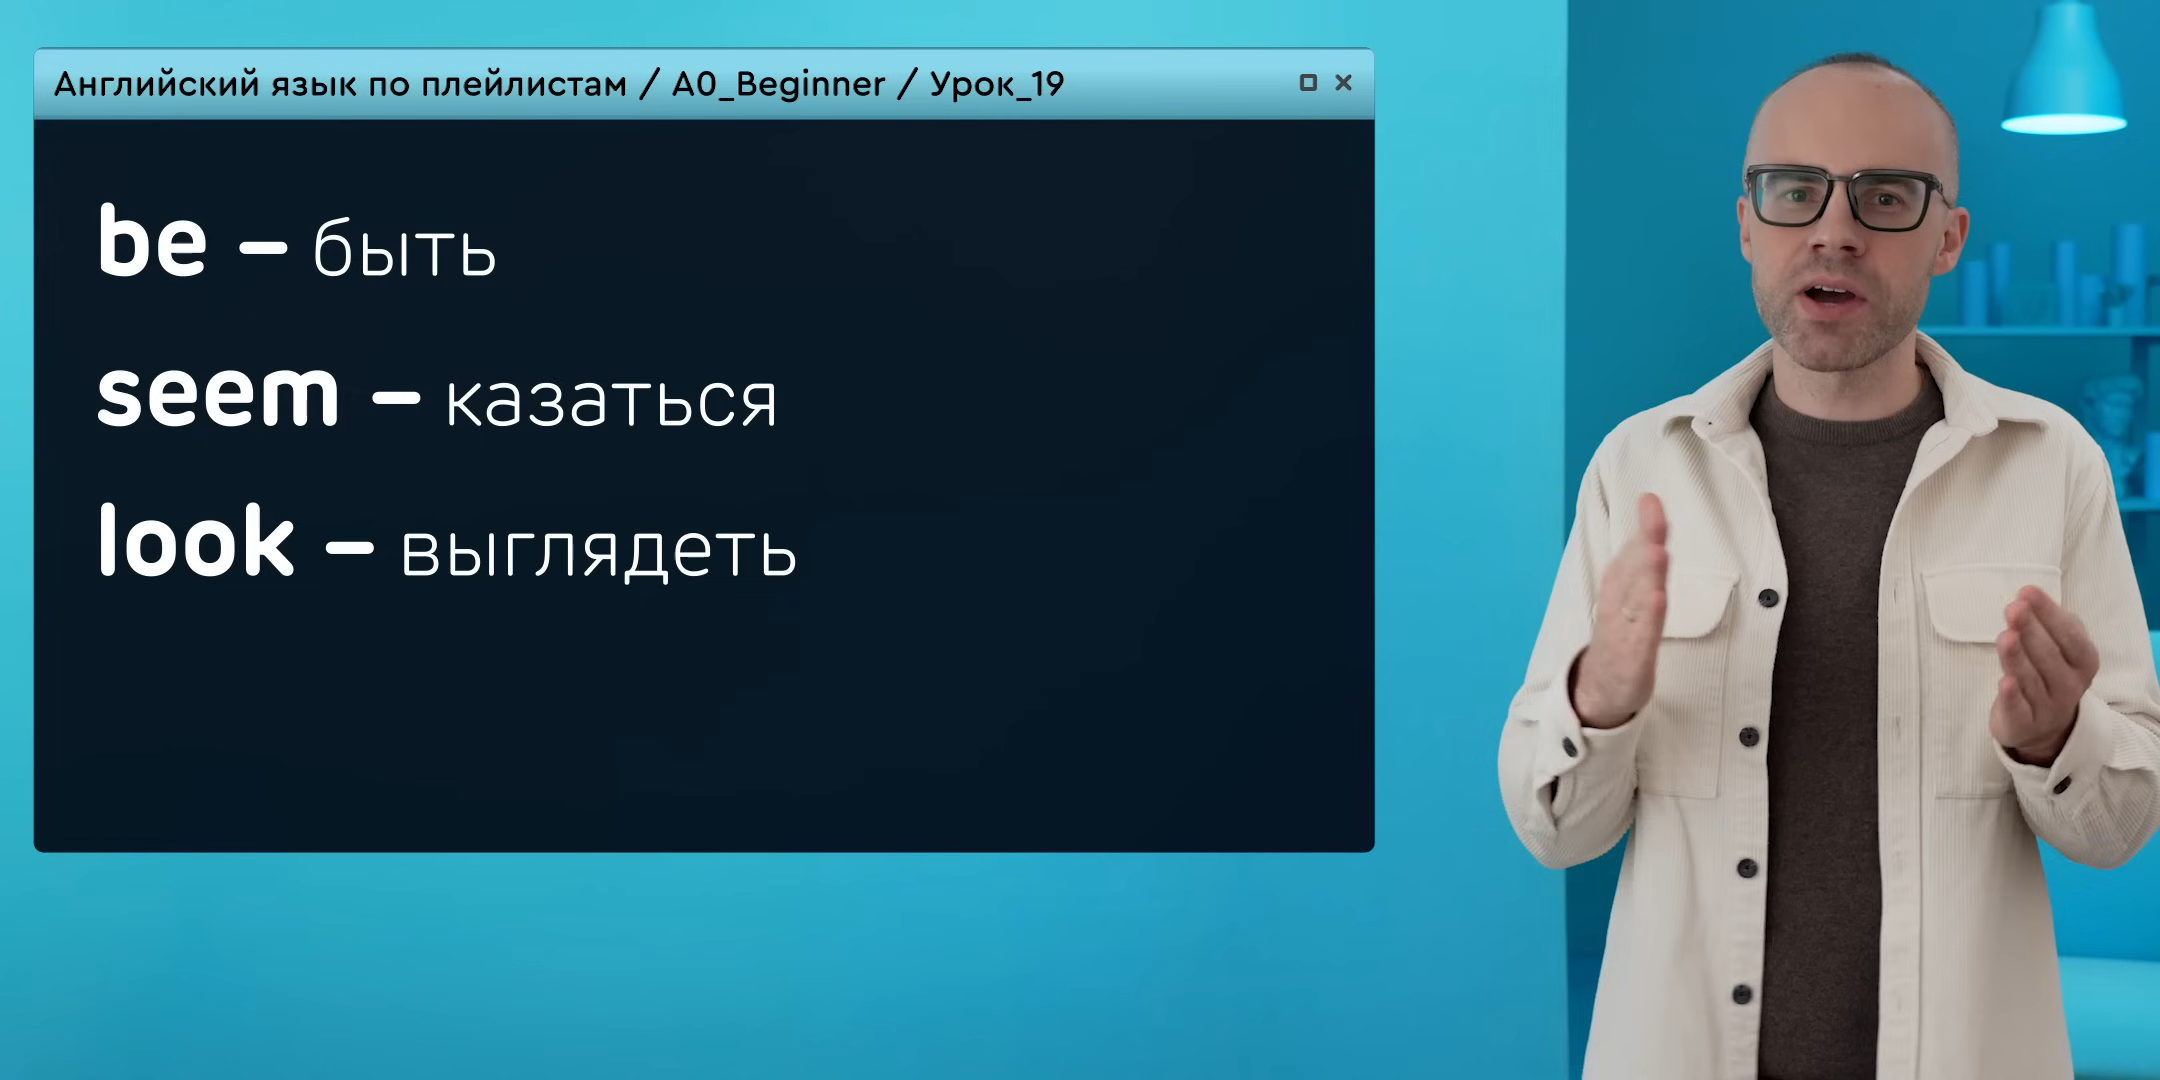 Английский язык по плейлистам / A0_Beginner / Урок_19
be – быть
seem – казаться
look – выглядеть